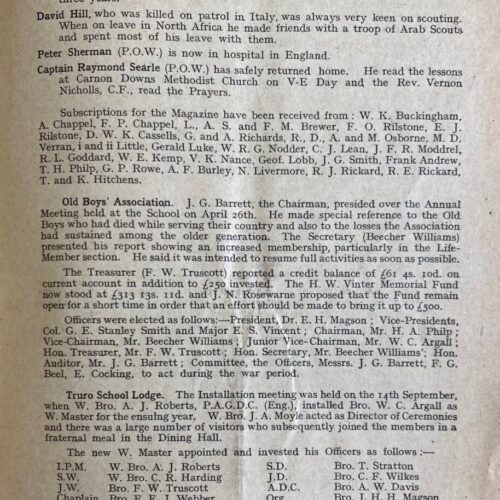 three years.
David Hill, who was killed on patrol in Italy, was always very keen on scouting.
When on leave in North Africa he made friends with a troop of Arab Scouts
and spent most of his leave with them.
Peter Sherman (P.O.W.) is now in hospital in England.
Captain Raymond Searle (P.O.W.) has safely returned home. He read the lessons
at Carnon Downs Methodist Church on V-E Day and the Rev. Vernon
Nicholls, C.F., read the Prayers.
Subscriptions for the Magazine have been received from: W. K. Buckingham,
A. Chappel, F. P. Chappel, L., A. S. and F. M. Brewer, F. O. Rilstone, E. J.
Rilstone, D. W. K. Cassells, G. and A. Richards, R., D., A. and M. Osborne, M. D.
Verran, i and ii Little, Gerald Luke, W. R. G. Nodder, C. J. Lean, J. F. R. Moddrel,
R. L. Goddard, W. E. Kemp, V. K. Nance, Geof. Lobb, J. G. Smith, Frank Andrew,
T. H. Philp, G. P. Rowe, A. F. Burley, N. Livermore, R. J. Rickard, R. E. Rickard,
T. and K. Hitchens.
Old Boys' Association. J. G. Barrett, the Chairman, presided over the Annual
Meeting held at the School on April 26th. He made special reference to the Old
Boys who had died while serving their country and also to the losses the Association
had sustained among the older generation. The Secretary (Beecher Williams)
presented his report showing an increased membership, particularly in the Life-
Member section. He said it was intended to resume full activities as soon as possible.
The Treasurer (F. W. Truscott) reported a credit balance of £61 4s. 10d. on
current account in addition to £250 invested. The H. W. Vinter Memorial Fund
now stood at £313 13s. 11d. and J. N. Rosewarne proposed that the Fund remain
open for a short time in order that an effort should be made to bring it up to £500.
Officers were elected as follows:—President, Dr. E. H. Magson; Vice-Presidents,
Col. G. E. Stanley Smith and Major E. S. Vincent; Chairman, Mr. H. A. Philp;
Vice-Chairman, Mr. Beecher Williams; Junior Vice-Chairman, Mr. W. C. Argall;
Hon. Treasurer, Mr. F. W. Truscott; Hon. Secretary, Mr. Beecher Williams'; Hon.
Auditor, Mr. J. G. Barrett; Committee, the Officers, Messrs. J. G. Barrett, F. G.
Beel, E. Cocking, to act during the war period.
Truro School Lodge. The Installation meeting was held on the 14th September,
when W. Bro. A. J. Roberts, P.A.G.D.C. (Eng.), installed Bro. W. C. Argall as
W. Master for the ensuing year. W. Bro. J. A. Moyle acted as Director of Ceremonies
and there was a large number of visitors who subsequently joined the members in a
fraternal meal in the Dining Hall.
The new W. Master appointed and invested his Officers as follows:—
I.P.M. W. Bro. A. J. Roberts S.D. Bro. T. Stratton
S.W. W. Bro. C. R. Harding J.D. Bro. C. F. Wilkes
J.W. Bro. F. W. Truscott A.D.C. Bro. A. W. Davis
Chaplain Bro. F. F. J. Webber Org. Bro. J. H. H. Magson